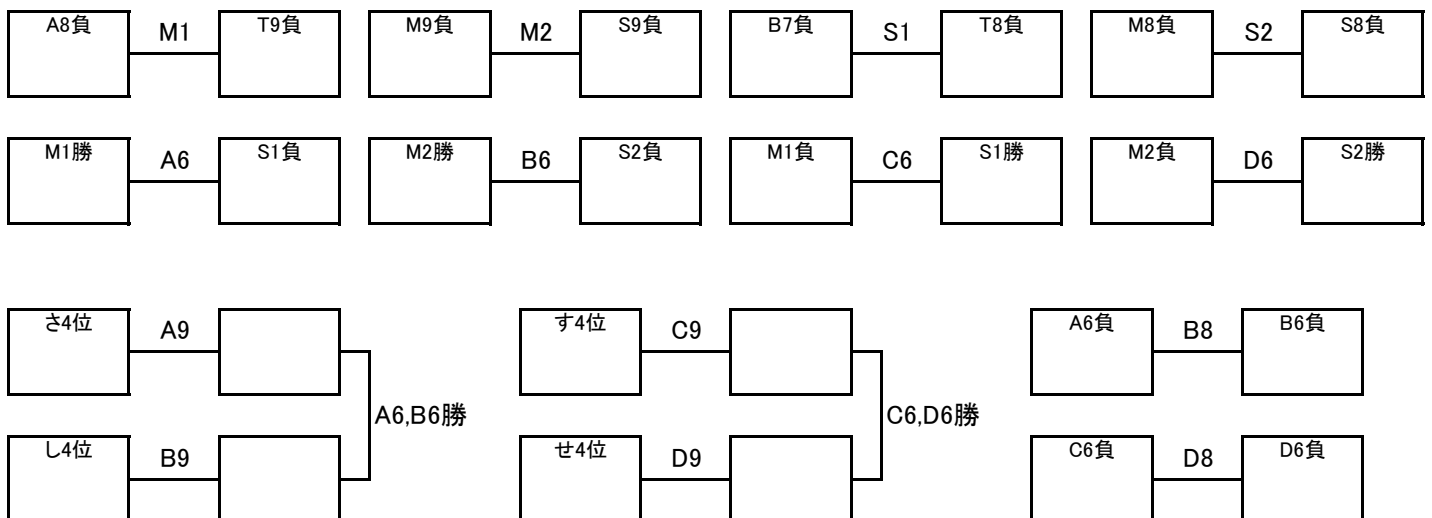 A8負 M1 T9負 M9負 M2 S9負 B7負 S1 T8負 M8負 S2 S8負
M1勝 A6 S1負 M2勝 B6 S2負 M1負 C6 S1勝 M2負 D6 S2勝
さ4位 A9 す4位 C9 A6負 B8 B6負
A6,B6勝 C6,D6勝
し4位 B9 せ4位 D9 C6負 D8 D6負